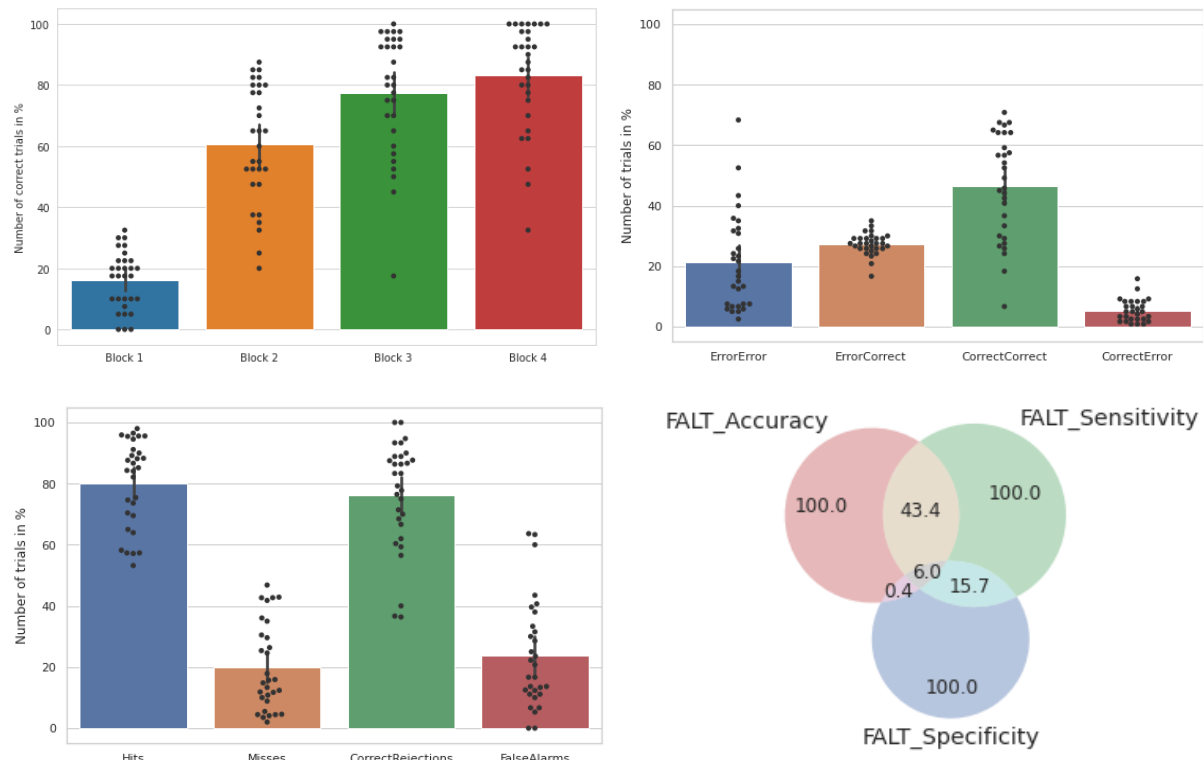 Number of correct trials in %
100
80
60
40
20
0
Block 1 Block 2 Block 3 Block 4
Number of trials in %
100
80
60
40
20
0
ErrorError ErrorCorrect CorrectCorrect CorrectError
Number of trials in %
100
80
60
40
20
0
Hits Misses CorrectRejections FalseAlarms
FALT_Accuracy
FALT_Sensitivity
100.0
43.4
100.0
6.0
0.4
15.7
100.0
FALT_Specificity